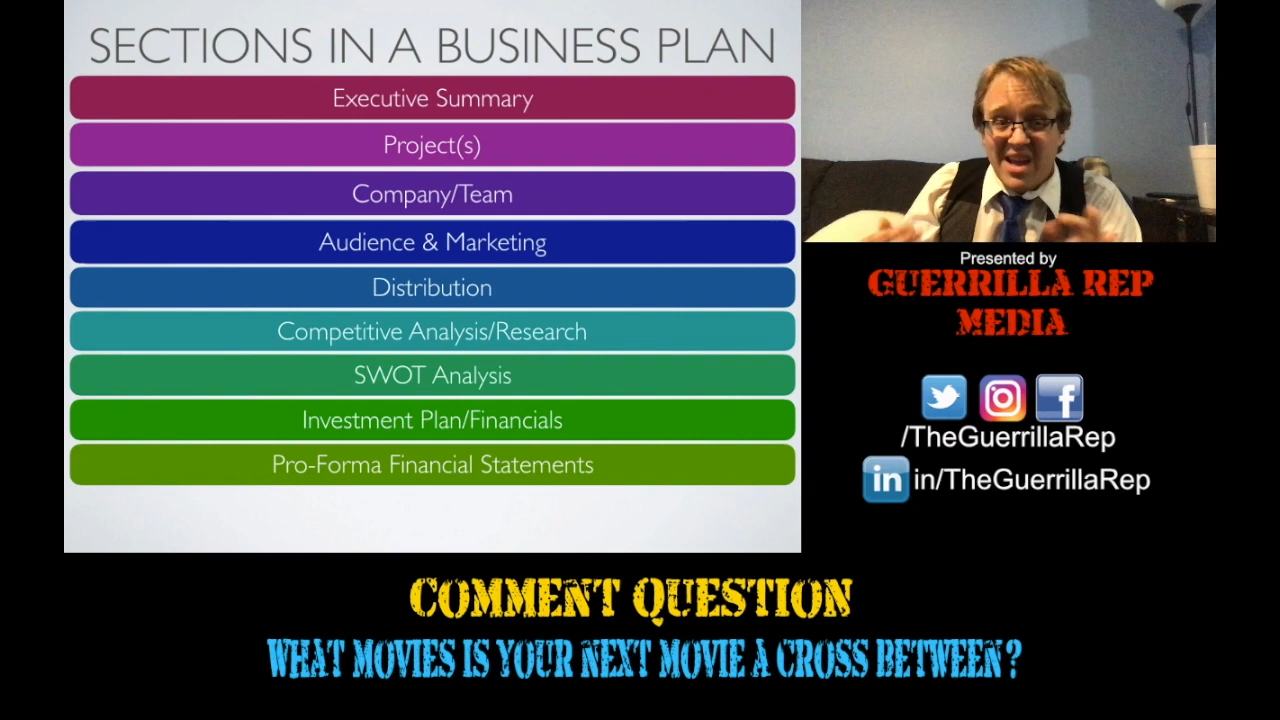 SECTIONS IN A BUSINESS PLAN
Executive Summary
Project(s)
Company/Team
Audience & Marketing
Distribution
Competitive Analysis/Research
SWOT Analysis
Investment Plan/Financials
Pro-Forma Financial Statements
Presented by
GUERRILLA REP
MEDIA
/TheGuerrillaRep
in in/TheGuerrillaRep
COMMENT QUESTION
WHAT MOVIES IS YOUR NEXT MOVIE A CROSS BETWEEN?